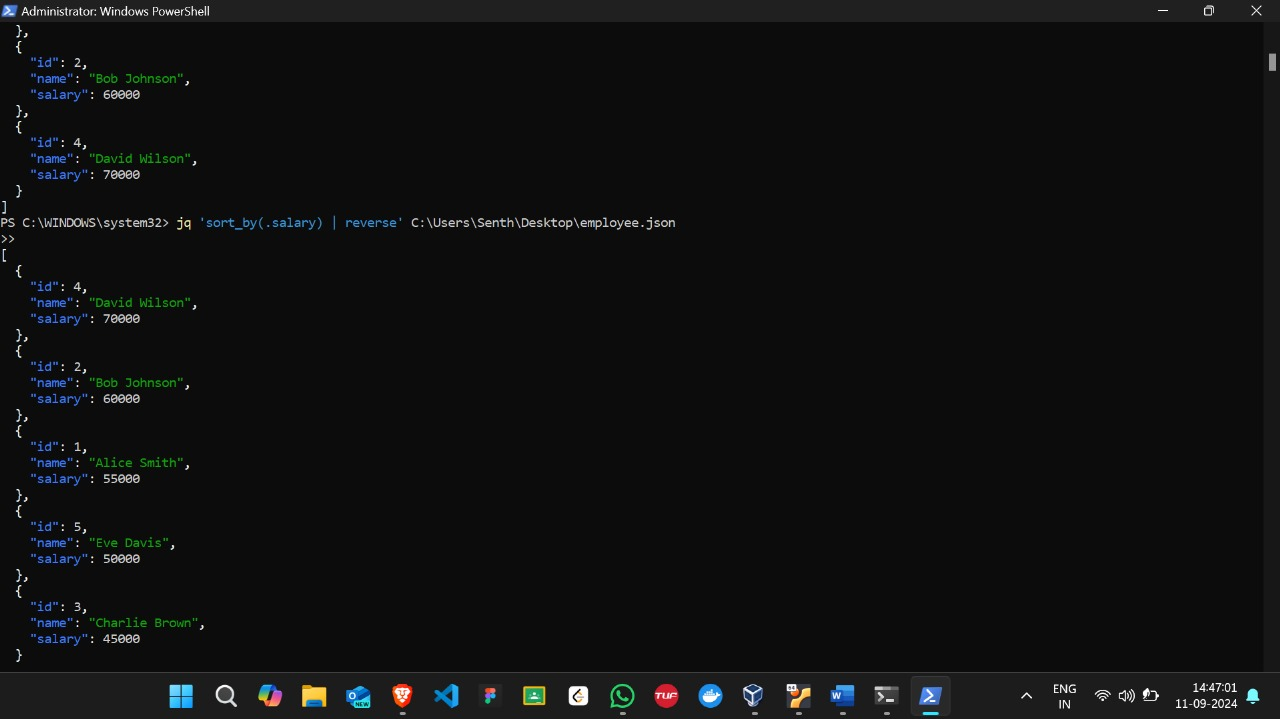 Administrator: Windows PowerShell
},
{
"id": 2,
"name": "Bob Johnson",
"salary": 60000
},
{
"id": 4,
"name": "David Wilson",
"salary": 70000
}
]
PS C:\WINDOWS\system32> jq 'sort_by(.salary) | reverse' C:\Users\Senth\Desktop\employee.json
>>
[
{
"id": 4,
"name": "David Wilson",
"salary": 70000
},
{
"id": 2,
"name": "Bob Johnson",
"salary": 60000
},
{
"id": 1,
"name": "Alice Smith",
"salary": 55000
},
{
"id": 5,
"name": "Eve Davis",
"salary": 50000
},
{
"id": 3,
"name": "Charlie Brown",
"salary": 45000
}
NEW
TUF
64
W
ENG
IN
14:47:01
11-09-2024